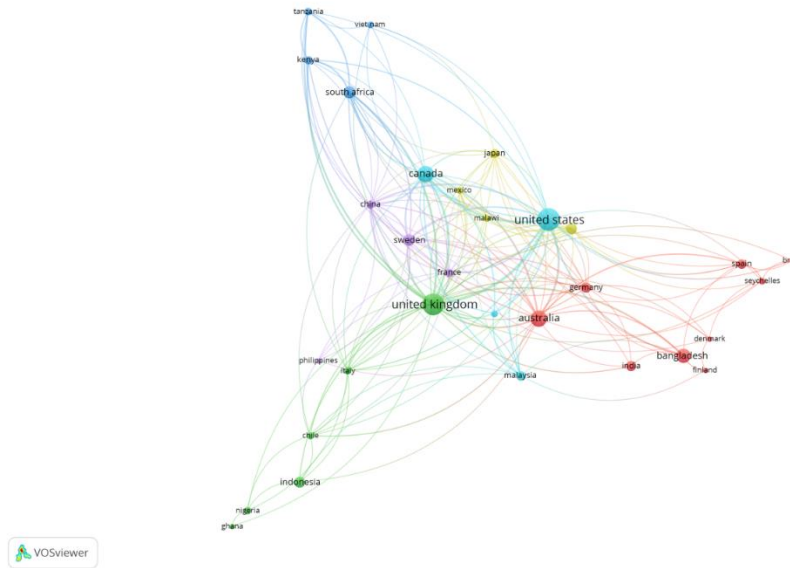 tanzania
vietnam
kenya
south africa
japan
canada
mexico
china
malawi
united states
sweden
france
spain
seychelles
germany
united kingdom
australia
denmark
bangladesh
philippines
italy
india
finland
malaysia
chile
indonesia
nigeria
ghana
VOSviewer